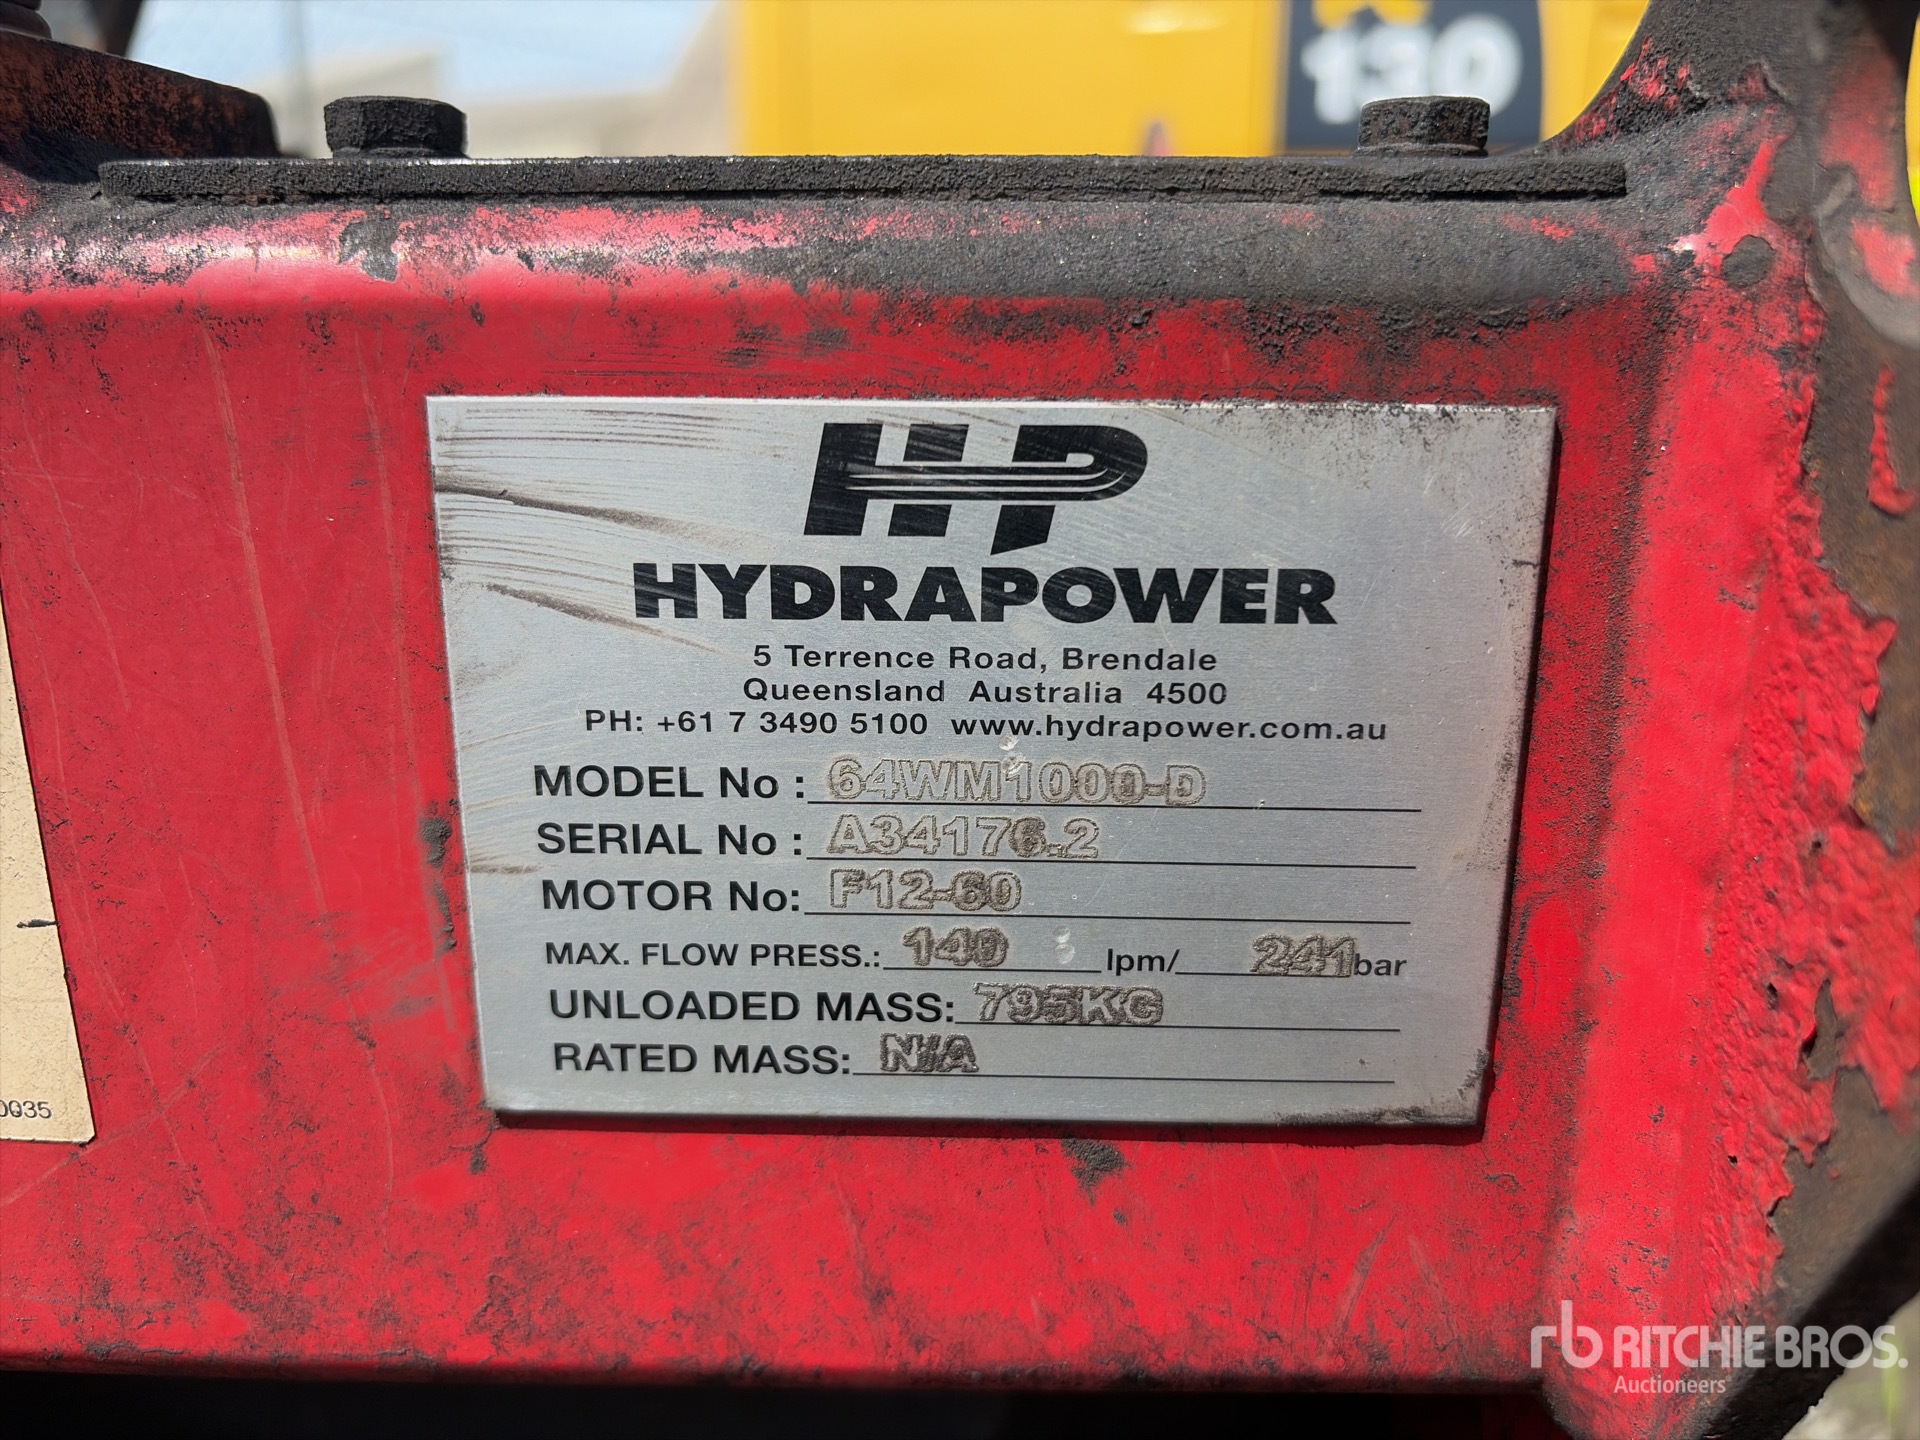 130
HP
HYDRAPOWER
5 Terrence Road, Brendale
Queensland Australia 4500
PH: +61 7 3490 5100 www.hydrapower.com.au
MODEL No : 64WM1000-D
SERIAL No : A34176.2
MOTOR No: F12-60
MAX. FLOW PRESS.: 140 lpm/ 241 bar
UNLOADED MASS: 795KG
RATED MASS: N/A
0035
rb RITCHIE BROS.
Auctioneers